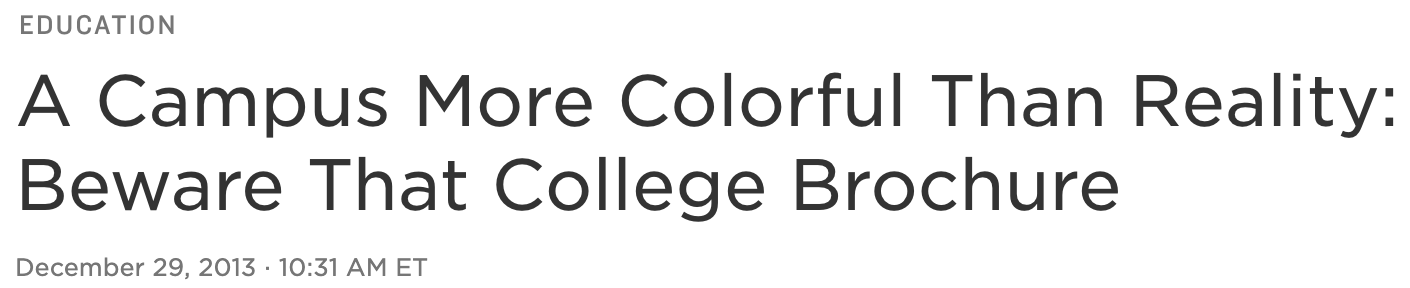 EDUCATION
A Campus More Colorful Than Reality:
Beware That College Brochure
December 29, 2013 · 10:31 AM ET